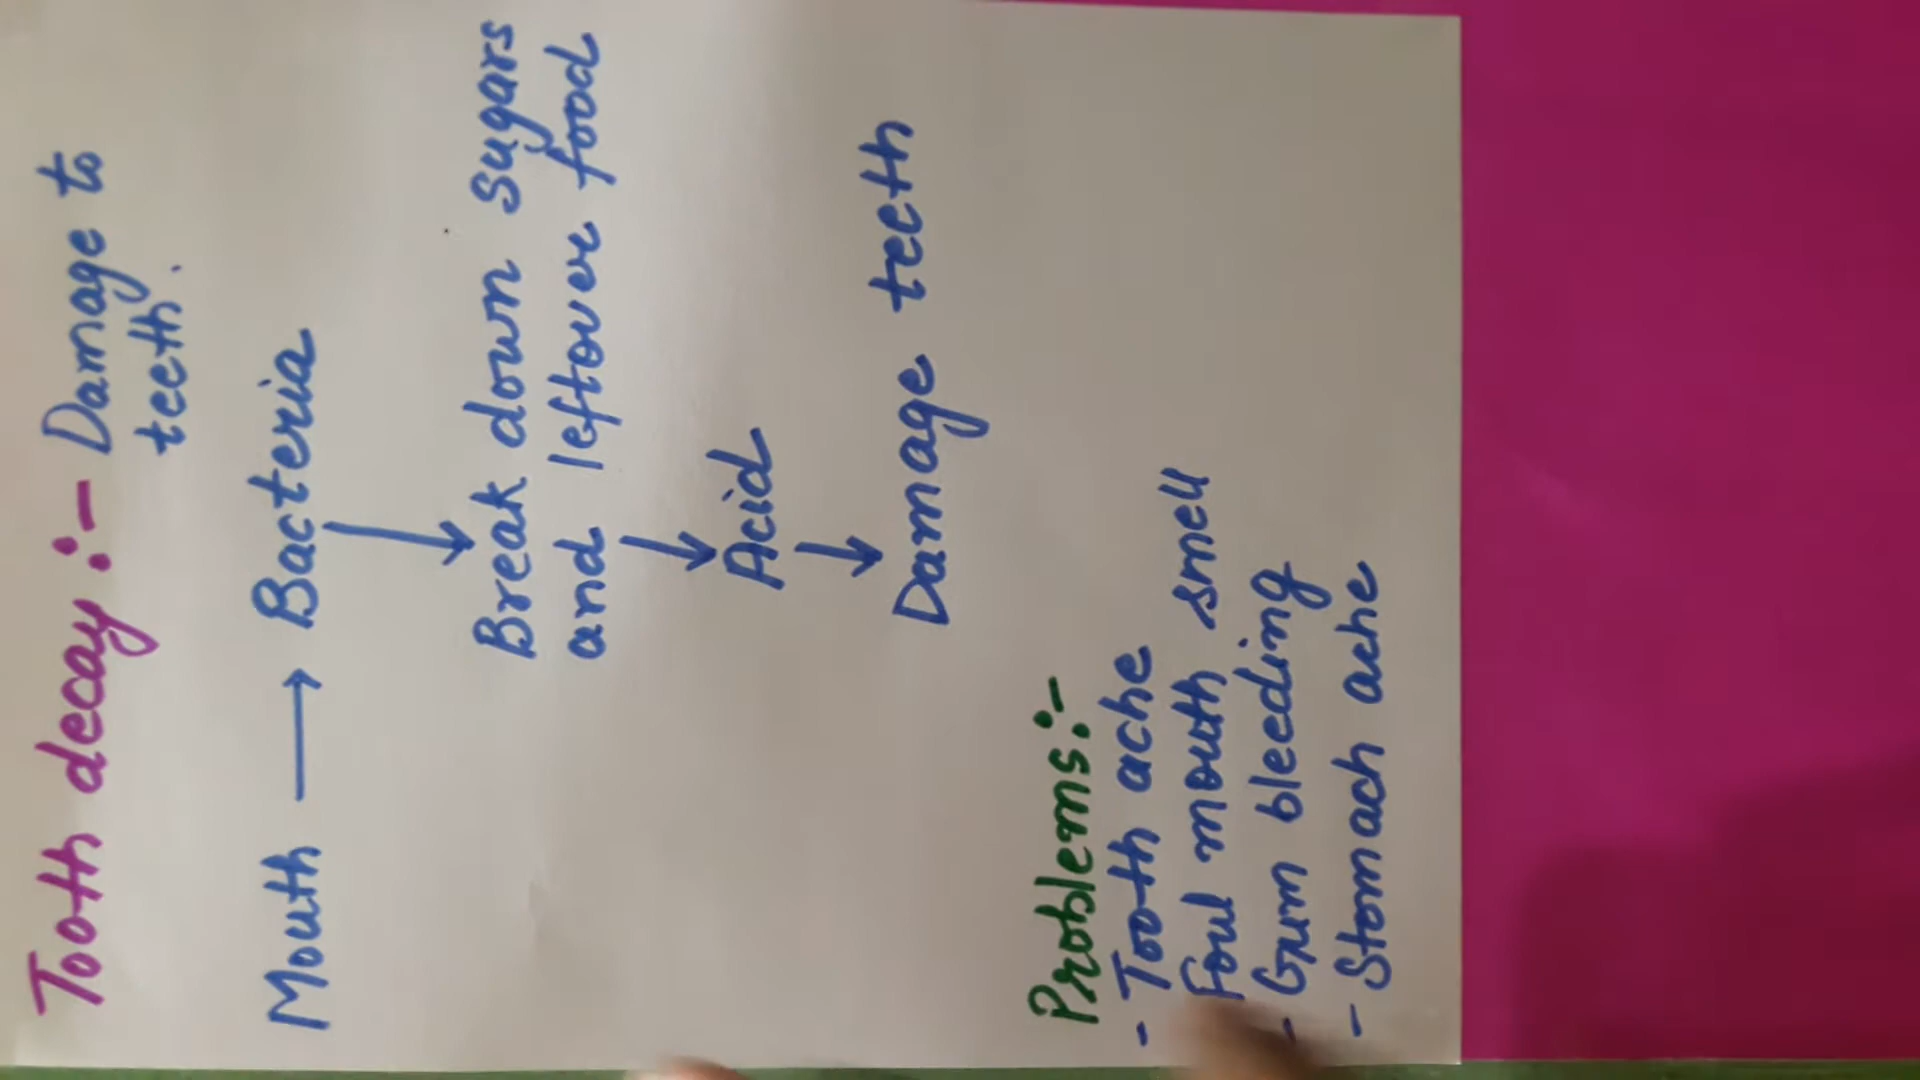 Tooth decay :- Damage to
teeth.
Mouth → Bacteria
↓
Break down sugars
and leftover food
↓
Acid
↓
Damage teeth
Problems:-
- Tooth ache
Foul mouth smell
- Gum bleeding
- Stomach ache